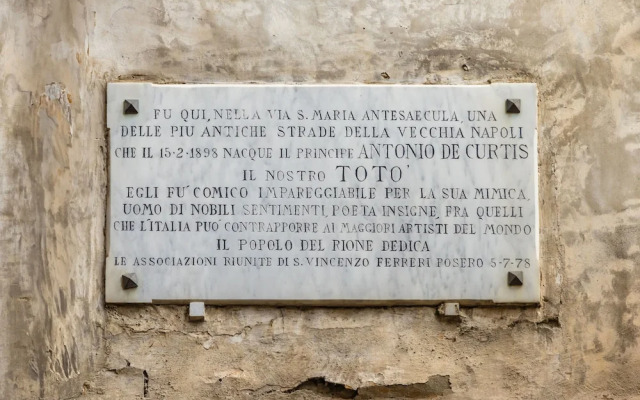 FU QUI, NELLA VIA S. MARIA ANTESAECULA, UNA
DELLE PIU ANTICHE STRADE DELLA VECCHIA NAPOLI
CHE IL 15-2-1898 NACQUE IL PRINCIPE ANTONIO DE CURTIS
IL NOSTRO TOTO'
EGLI FU' COMICO IMPAREGGIABILE PER LA SUA MIMICA,
UOMO DI NOBILI SENTIMENTI, POETA INSIGNE, FRA QUELLI
CHE L'ITALIA PUO' CONTRAPPORRE AI MAGGIORI ARTISTI DEL MONDO
IL POPOLO DEL RIONE DEDICA
LE ASSOCIAZIONI RIUNITE DI S. VINCENZO FERRERI POSERO 5-7-78